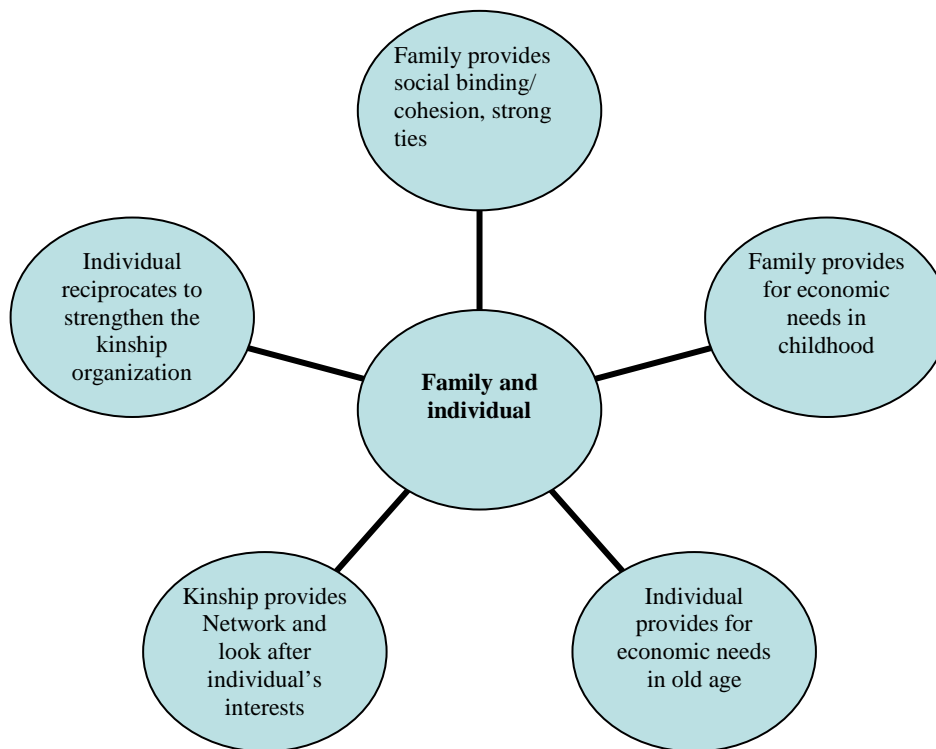 Family provides
social binding/
cohesion, strong
ties
Individual
reciprocates to
strengthen the
kinship
organization
Family provides
for economic
needs in
childhood
Family and
individual
Kinship provides
Network and
look after
individual’s
interests
Individual
provides for
economic needs
in old age